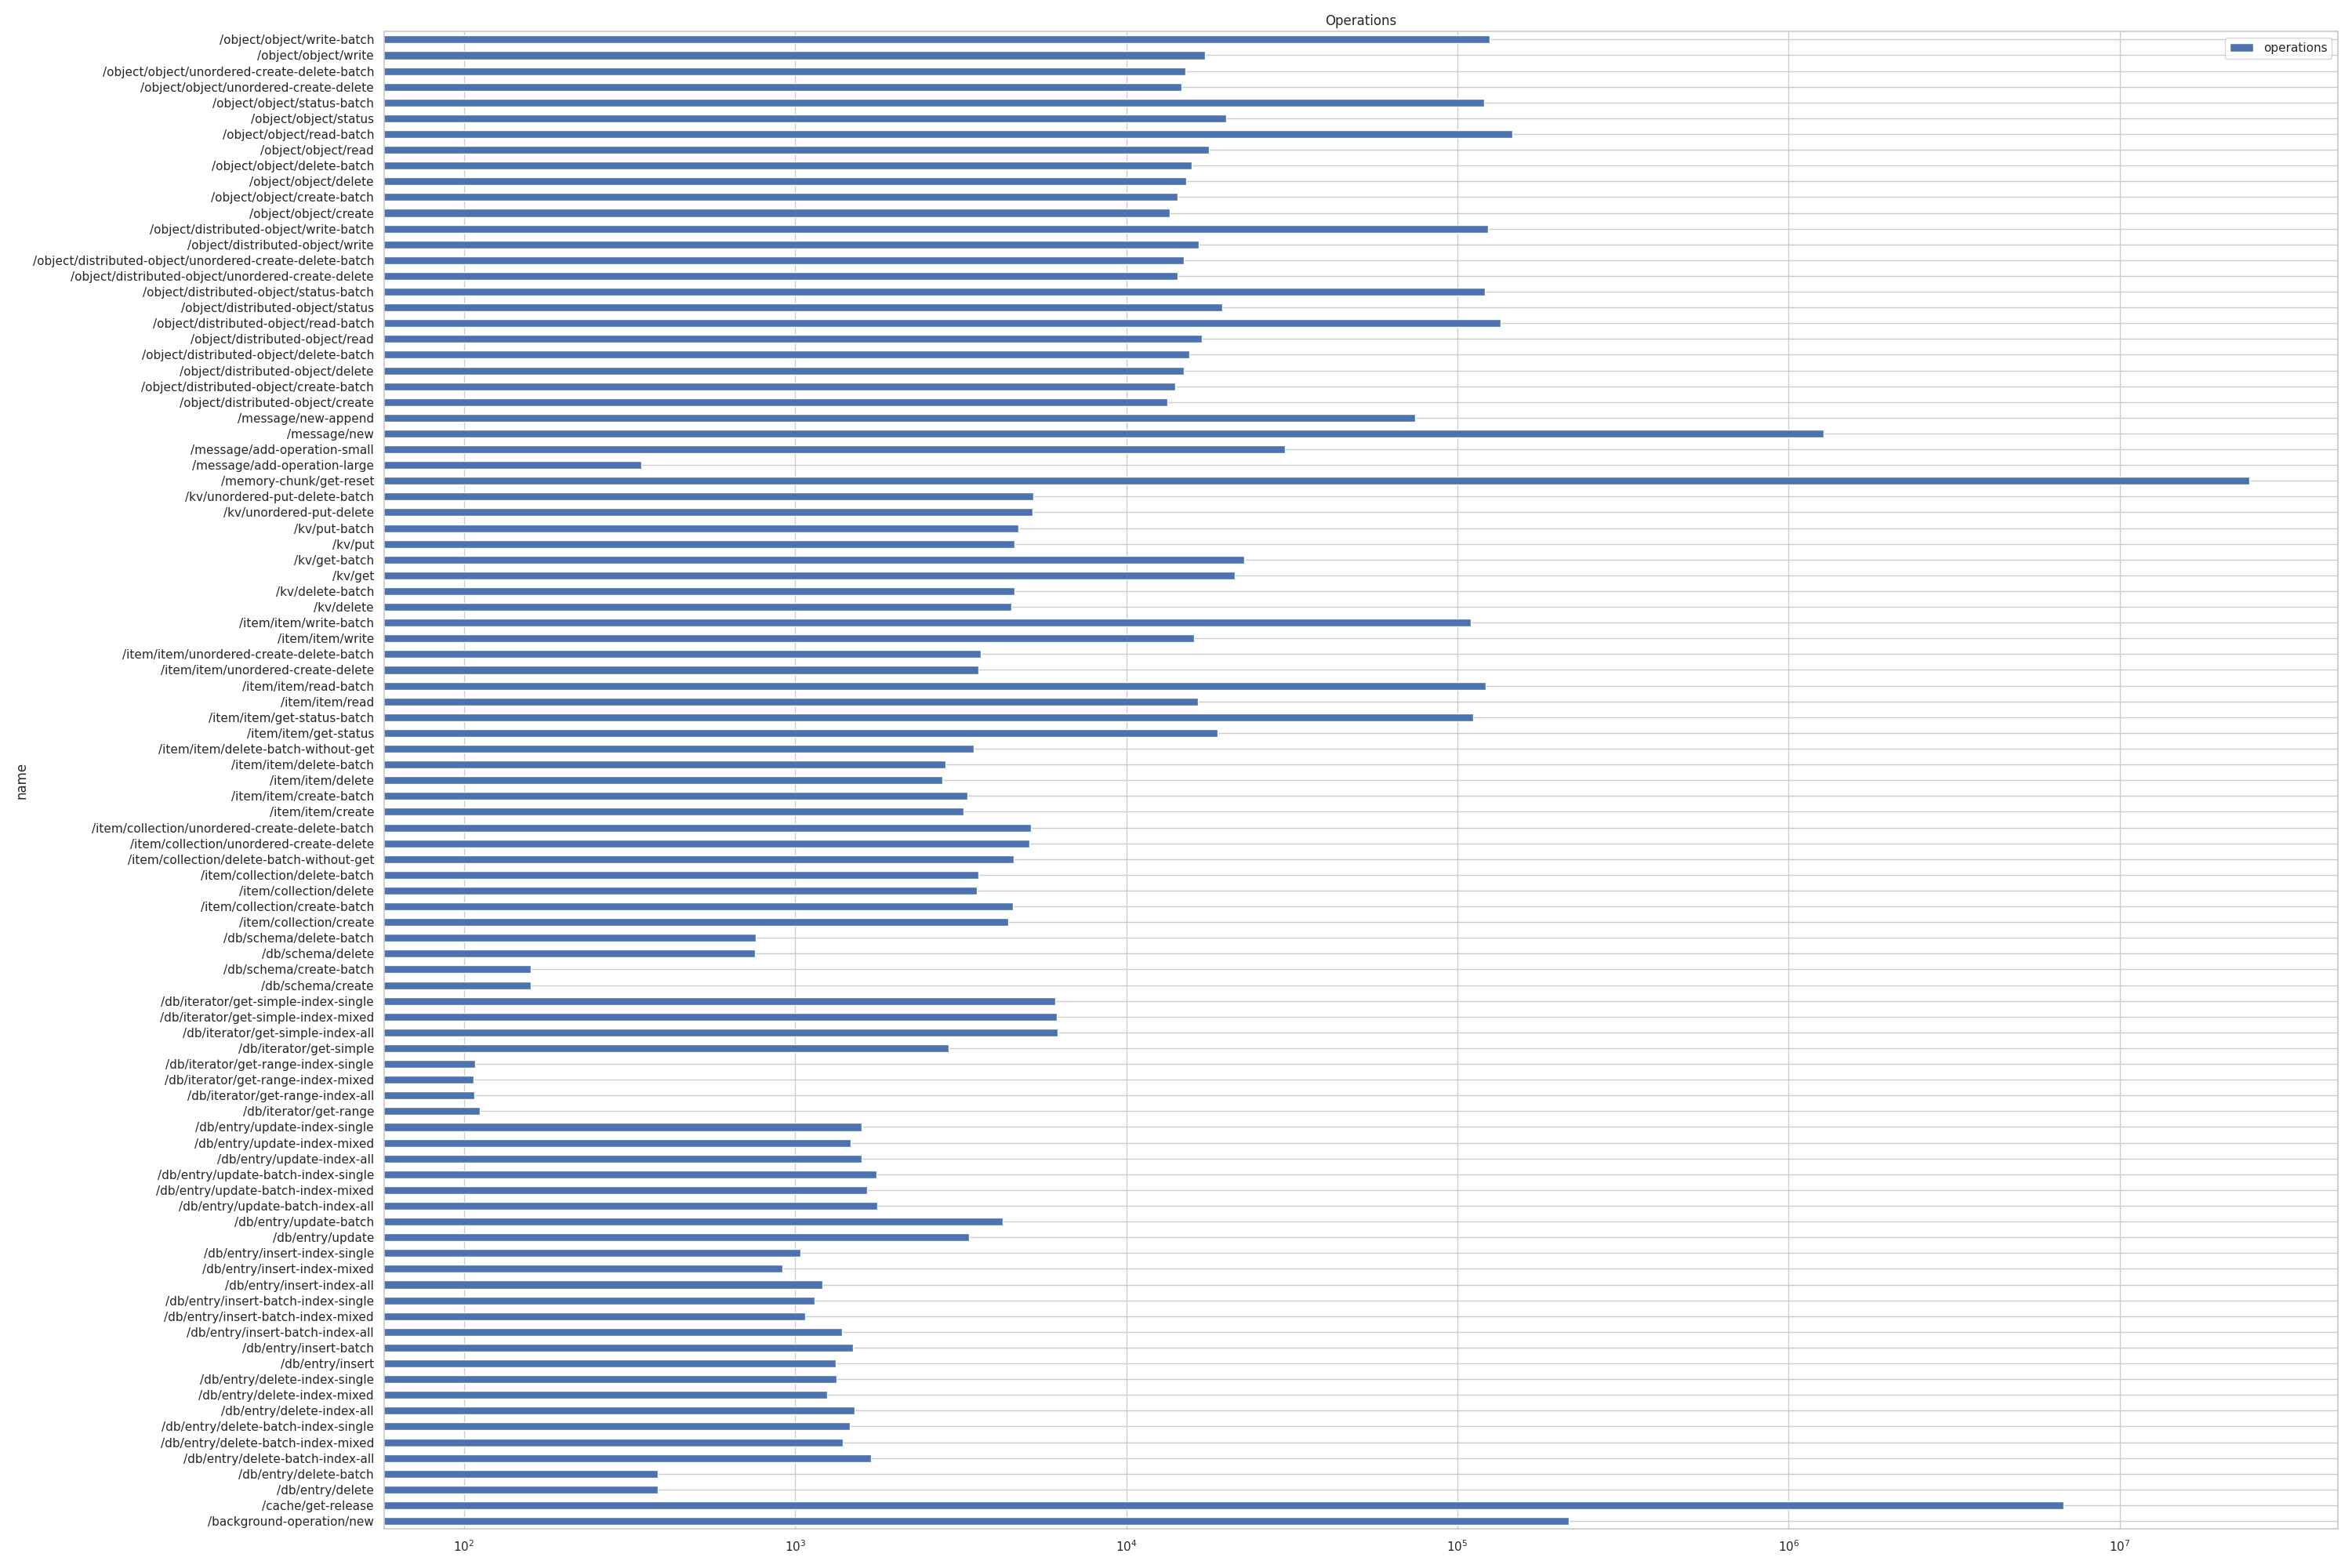 Operations
operations
/object/object/write-batch
/object/object/write
/object/object/unordered-create-delete-batch
/object/object/unordered-create-delete
/object/object/status-batch
/object/object/status
/object/object/read-batch
/object/object/read
/object/object/delete-batch
/object/object/delete
/object/object/create-batch
/object/object/create
/object/distributed-object/write-batch
/object/distributed-object/write
/object/distributed-object/unordered-create-delete-batch
/object/distributed-object/unordered-create-delete
/object/distributed-object/status-batch
/object/distributed-object/status
/object/distributed-object/read-batch
/object/distributed-object/read
/object/distributed-object/delete-batch
/object/distributed-object/delete
/object/distributed-object/create-batch
/object/distributed-object/create
/message/new-append
/message/new
/message/add-operation-small
/message/add-operation-large
/memory-chunk/get-reset
/kv/unordered-put-delete-batch
/kv/unordered-put-delete
/kv/put-batch
/kv/put
/kv/get-batch
/kv/get
/kv/delete-batch
/kv/delete
/item/item/write-batch
/item/item/write
/item/item/unordered-create-delete-batch
/item/item/unordered-create-delete
/item/item/read-batch
/item/item/read
/item/item/get-status-batch
/item/item/get-status
/item/item/delete-batch-without-get
/item/item/delete-batch
/item/item/delete
/item/item/create-batch
/item/item/create
/item/collection/unordered-create-delete-batch
/item/collection/unordered-create-delete
/item/collection/delete-batch-without-get
/item/collection/delete-batch
/item/collection/delete
/item/collection/create-batch
/item/collection/create
/db/schema/delete-batch
/db/schema/delete
/db/schema/create-batch
/db/schema/create
/db/iterator/get-simple-index-single
/db/iterator/get-simple-index-mixed
/db/iterator/get-simple-index-all
/db/iterator/get-simple
/db/iterator/get-range-index-single
/db/iterator/get-range-index-mixed
/db/iterator/get-range-index-all
/db/iterator/get-range
/db/entry/update-index-single
/db/entry/update-index-mixed
/db/entry/update-index-all
/db/entry/update-batch-index-single
/db/entry/update-batch-index-mixed
/db/entry/update-batch-index-all
/db/entry/update-batch
/db/entry/update
/db/entry/insert-index-single
/db/entry/insert-index-mixed
/db/entry/insert-index-all
/db/entry/insert-batch-index-single
/db/entry/insert-batch-index-mixed
/db/entry/insert-batch-index-all
/db/entry/insert-batch
/db/entry/insert
/db/entry/delete-index-single
/db/entry/delete-index-mixed
/db/entry/delete-index-all
/db/entry/delete-batch-index-single
/db/entry/delete-batch-index-mixed
/db/entry/delete-batch-index-all
/db/entry/delete-batch
/db/entry/delete
/cache/get-release
/background-operation/new
name
10² 10³ 10⁴ 10⁵ 10⁶ 10⁷